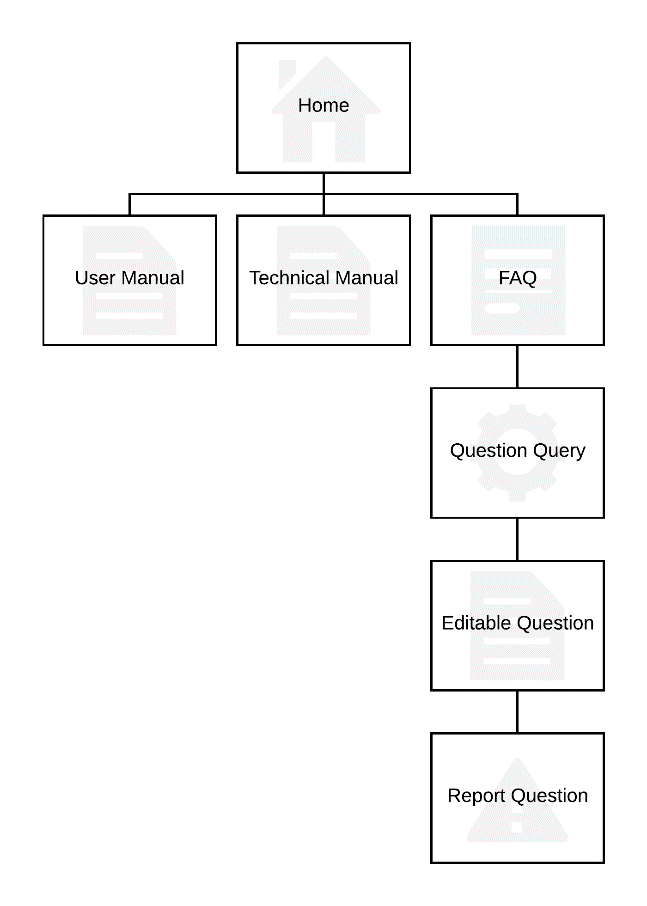 Home
User Manual
Technical Manual
FAQ
Question Query
Editable Question
Report Question